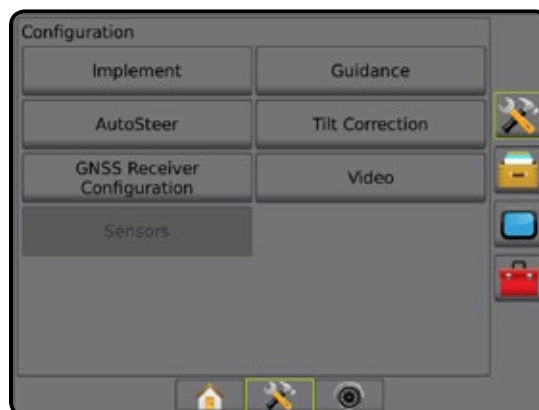 Configuration
Implement
Guidance
AutoSteer
Tilt Correction
GNSS Receiver
Configuration
Video
Sensors